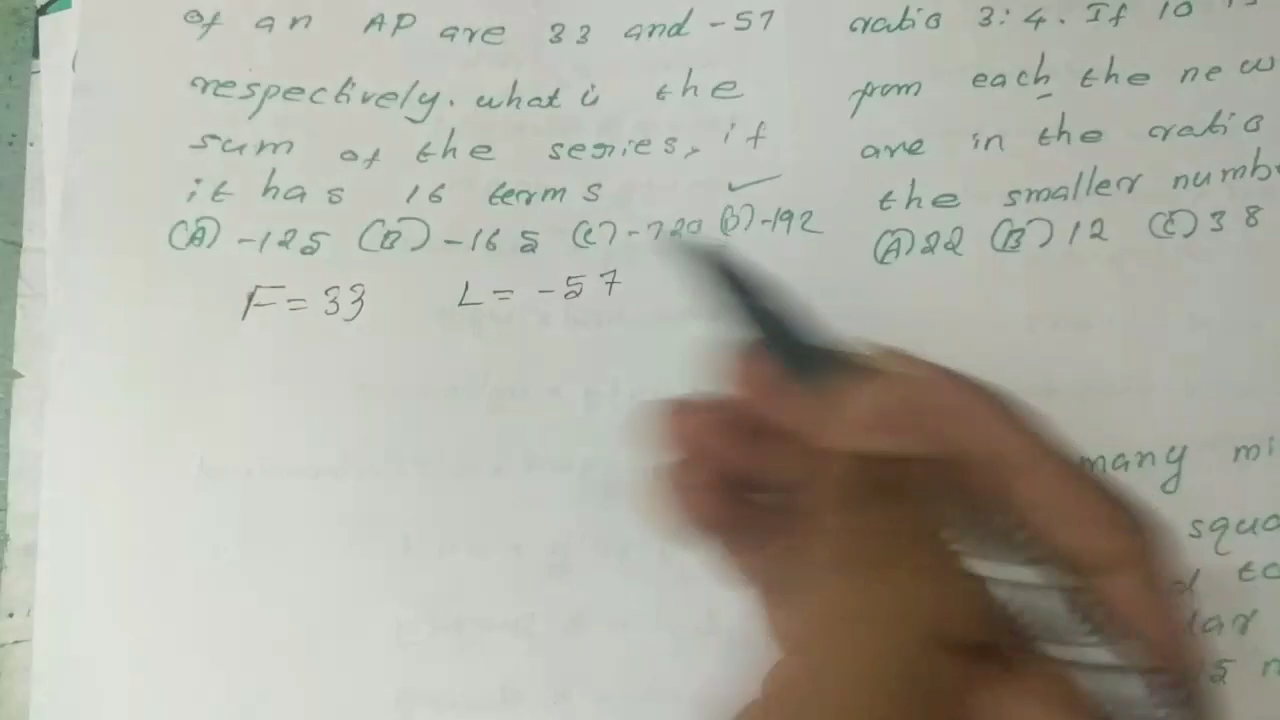 of an AP are 33 and -57
respectively. what is the
sum of the series, if
it has 16 terms
(A) -125 (B) -165 (C) -720 (D) -192
F = 33 L = -57
ratio 3:4. If 10
from each the new
are in the ratio
the smaller numb
(A) 22 (B) 12 (C) 38
many mi
squa